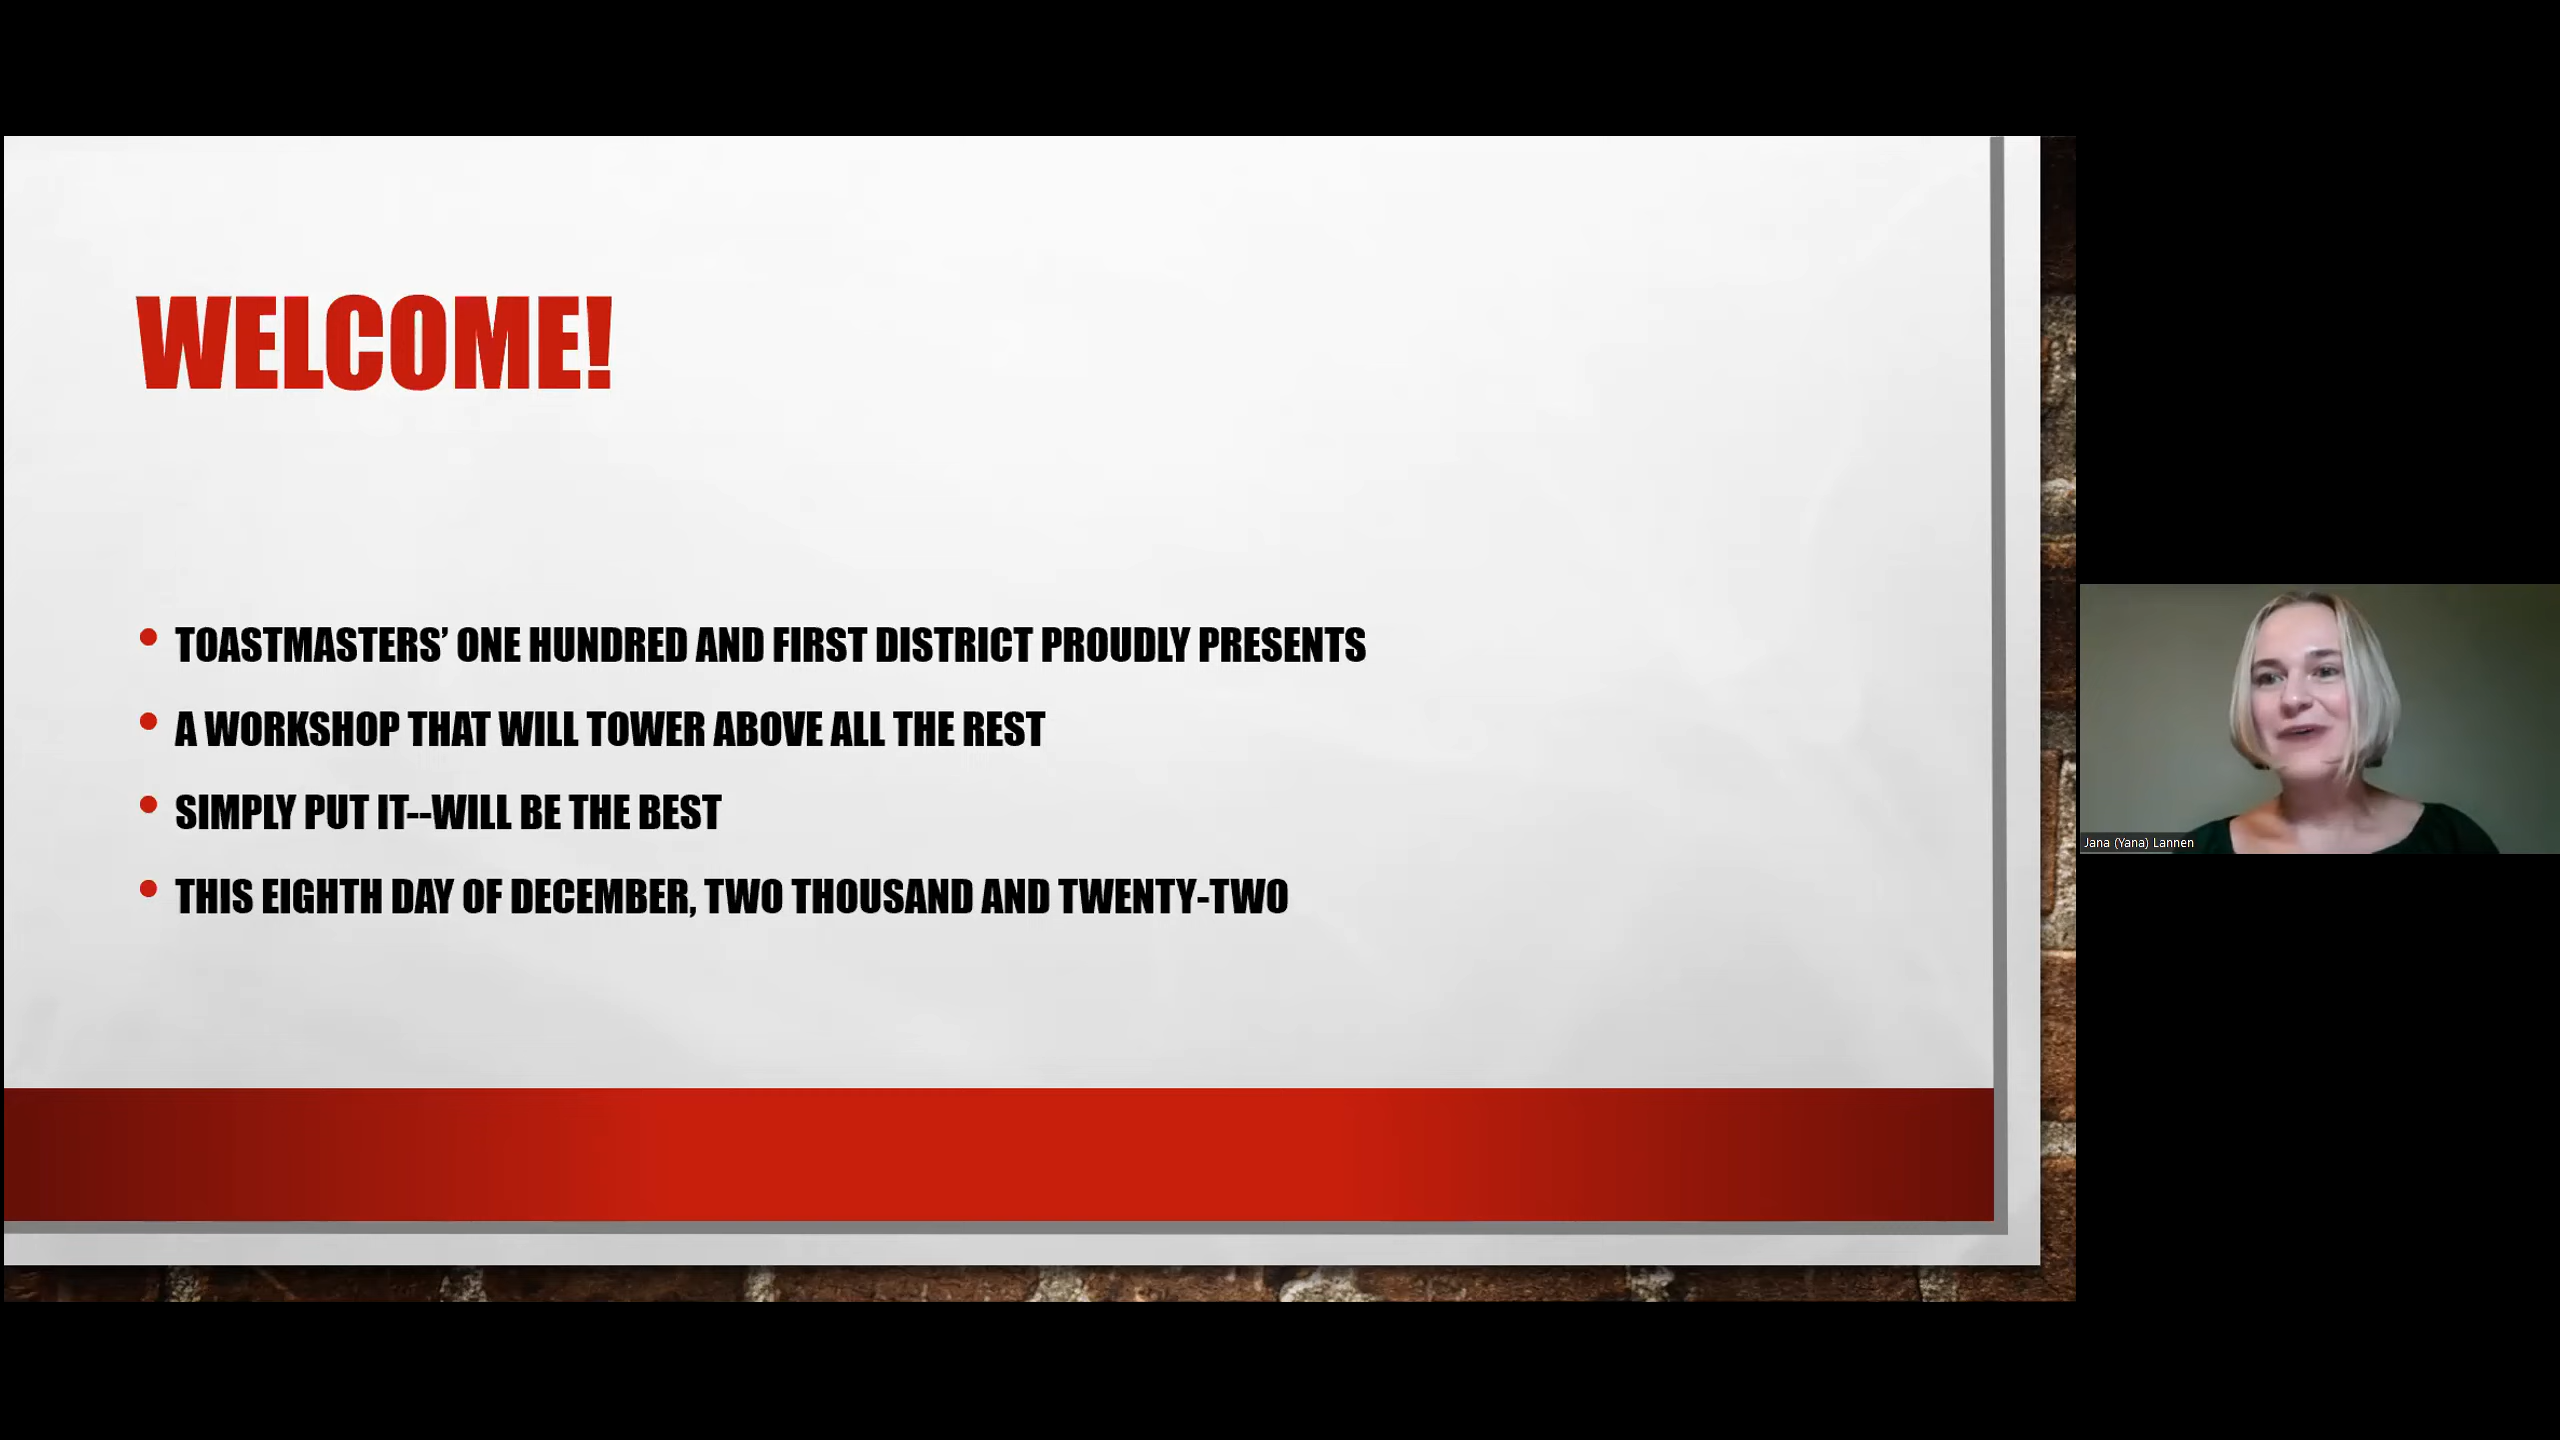 WELCOME!
• TOASTMASTERS’ ONE HUNDRED AND FIRST DISTRICT PROUDLY PRESENTS
• A WORKSHOP THAT WILL TOWER ABOVE ALL THE REST
• SIMPLY PUT IT--WILL BE THE BEST
• THIS EIGHTH DAY OF DECEMBER, TWO THOUSAND AND TWENTY-TWO
Jana (Yana) Lannen